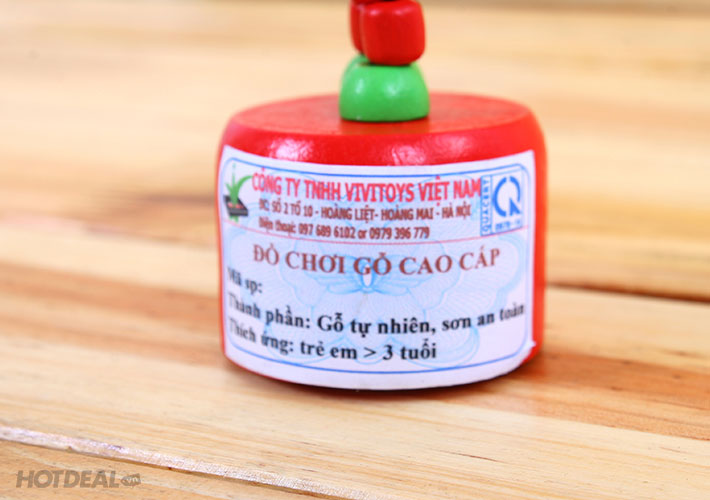 CÔNG TY TNHH VIVITOYS VIỆT NAM
ĐC: SỐ 2 TỔ 10 - HOÀNG LIỆT- HOÀNG MAI - HÀ NỘI
Điện thoại: 097 689 6102 or 0979 396 779
QUACERT
ĐỒ CHƠI GỖ CAO CẤP
Mã sp:
Thành phần: Gỗ tự nhiên, sơn an toàn
Thích ứng: trẻ em > 3 tuổi
HOTDEAL.vn